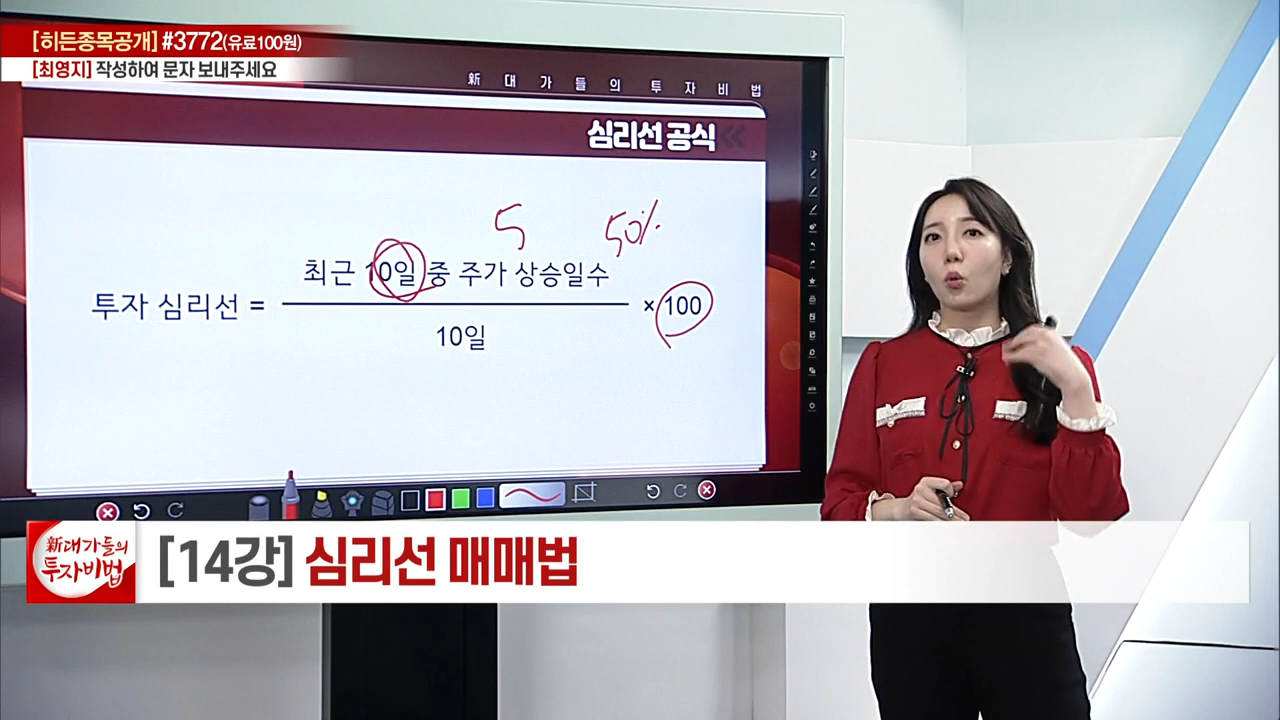 [히든종목공개] #3772(유료100원)
[최영지] 작성하여 문자 보내주세요
新 대 가 들 의 투 자 비 법
심리선 공식
5 50%
최근 10일 중 주가 상승일수
투자 심리선 = × 100
10일
新대가들의
투자비법
[14강] 심리선 매매법